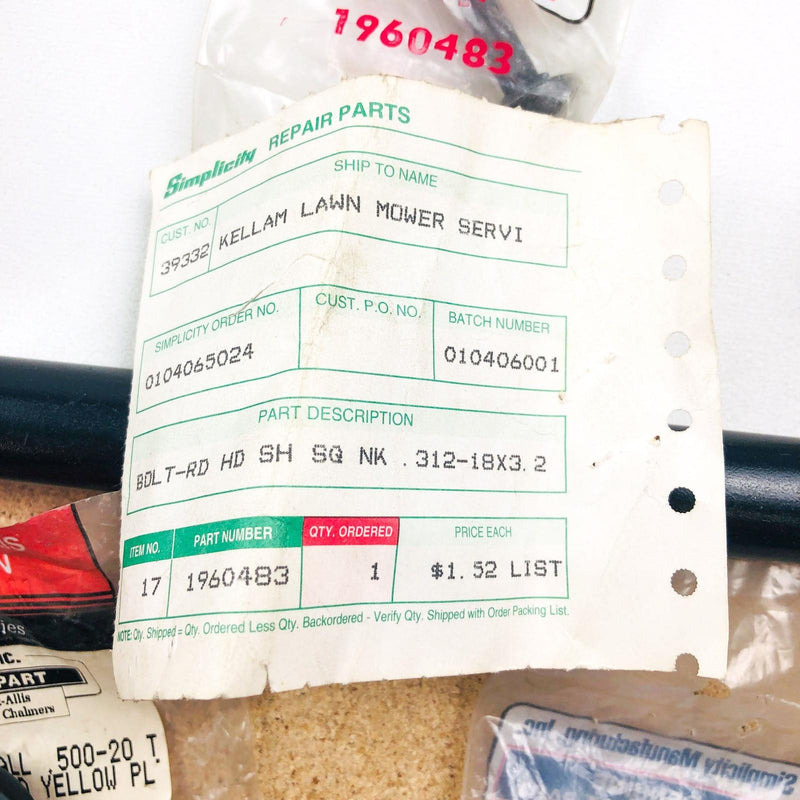 1960483
Simplicity REPAIR PARTS
SHIP TO NAME
CUST. NO.
39332 KELLAM LAWN MOWER SERVI
SIMPLICITY ORDER NO. CUST. P.O. NO. BATCH NUMBER
0104065024 010406001
PART DESCRIPTION
BOLT-RD HD SH SQ NK .312-18X3.2
ITEM NO. PART NUMBER QTY. ORDERED PRICE EACH
17 1960483 1 $1.52 LIST
NOTE: Qty. Shipped = Qty. Ordered Less Qty. Backordered - Verify Qty. Shipped with Order Packing List.
PART
-Allis
Chalmers
.500-20 T.
YELLOW PL
Simplicity Manufacturing, Inc.